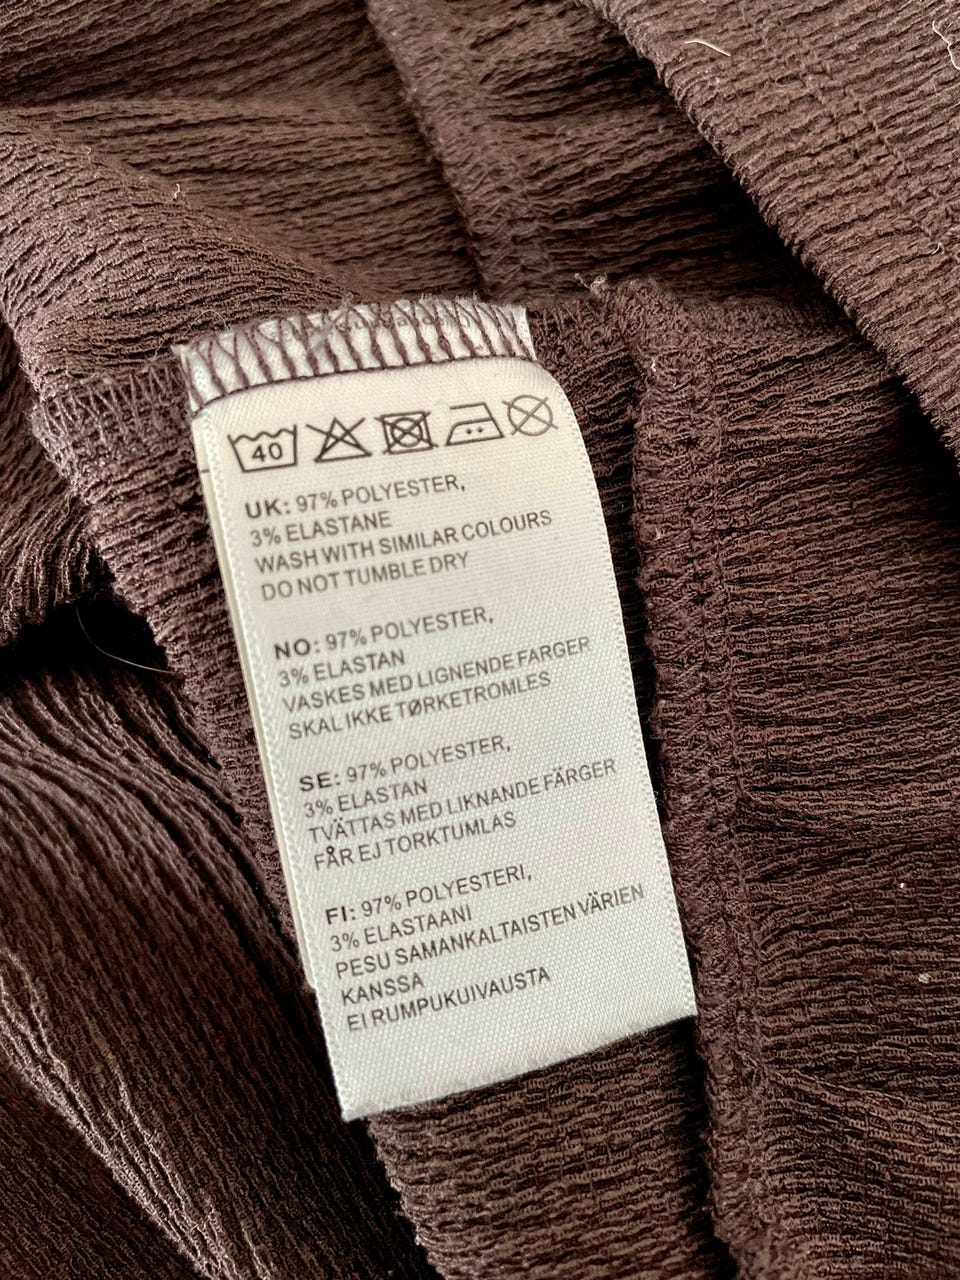 40
UK: 97% POLYESTER,
3% ELASTANE
WASH WITH SIMILAR COLOURS
DO NOT TUMBLE DRY
NO: 97% POLYESTER,
3% ELASTAN
VASKES MED LIGNENDE FARGER
SKAL IKKE TØRKETROMLES
SE: 97% POLYESTER,
3% ELASTAN
TVÄTTAS MED LIKNANDE FÄRGER
FÅR EJ TORKTUMLAS
FI: 97% POLYESTERI,
3% ELASTAANI
PESU SAMANKALTAISTEN VÄRIEN
KANSSA
EI RUMPUKUIVAUSTA